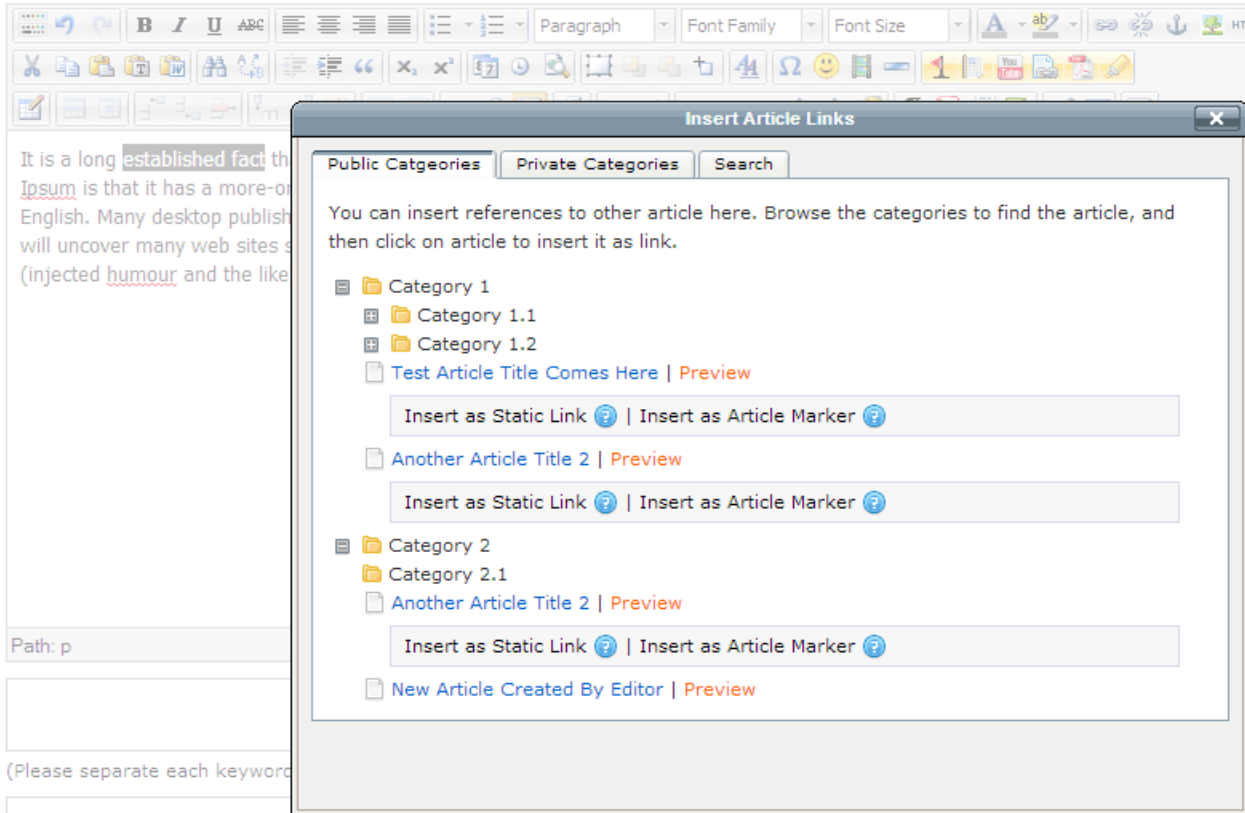 B I U ABC Paragraph Font Family Font Size A ab
Insert Article Links
It is a long established fact th
Ipsum is that it has a more-or
English. Many desktop publish
will uncover many web sites s
(injected humour and the like
Public Catgeories Private Categories Search
You can insert references to other article here. Browse the categories to find the article, and
then click on article to insert it as link.
Category 1
Category 1.1
Category 1.2
Test Article Title Comes Here | Preview
Insert as Static Link ? | Insert as Article Marker ?
Another Article Title 2 | Preview
Insert as Static Link ? | Insert as Article Marker ?
Category 2
Category 2.1
Another Article Title 2 | Preview
Insert as Static Link ? | Insert as Article Marker ?
New Article Created By Editor | Preview
Path: p
(Please separate each keyword